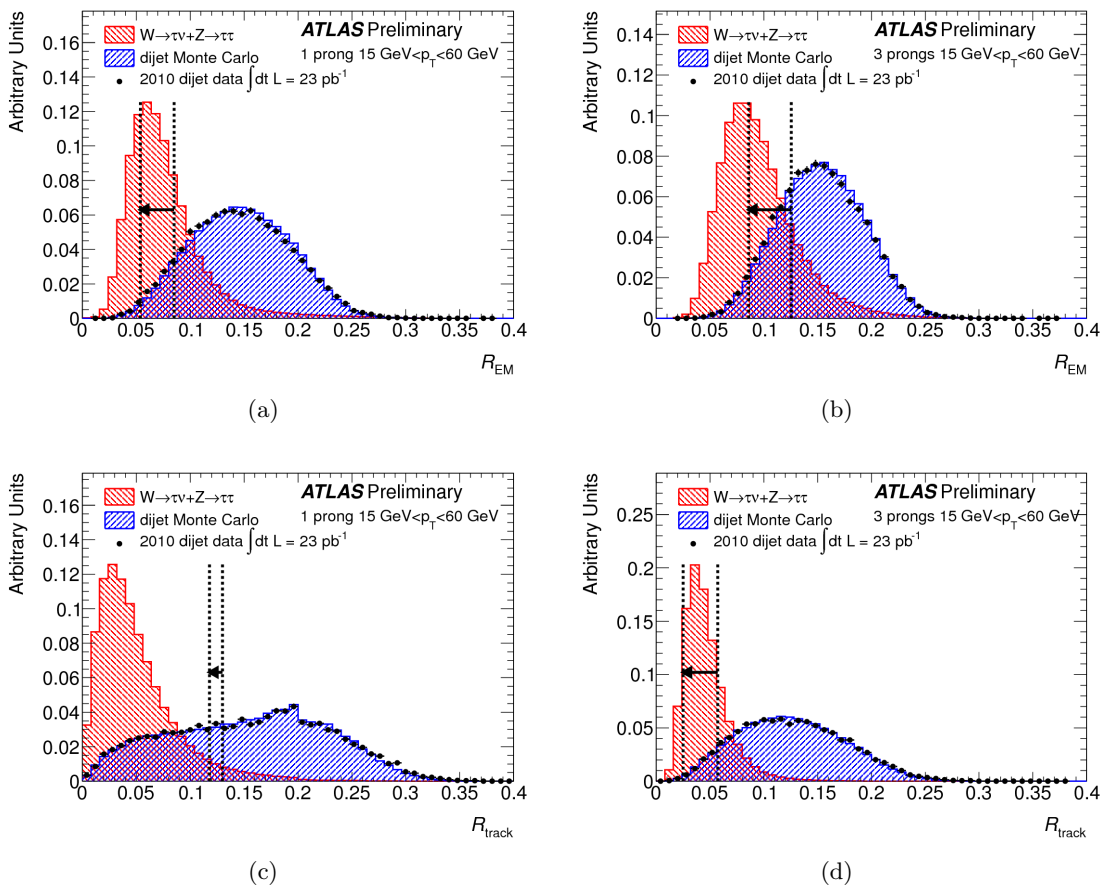 Arbitrary Units
ATLAS Preliminary
W→τν+Z→ττ
1 prong 15 GeV<pT<60 GeV
dijet Monte Carlo
2010 dijet data ∫dt L = 23 pb-1
0.16
0.14
0.12
0.1
0.08
0.06
0.04
0.02
0
0 0.05 0.1 0.15 0.2 0.25 0.3 0.35 0.4
REM
(a)
Arbitrary Units
ATLAS Preliminary
W→τν+Z→ττ
3 prongs 15 GeV<pT<60 GeV
dijet Monte Carlo
2010 dijet data ∫dt L = 23 pb-1
0.14
0.12
0.1
0.08
0.06
0.04
0.02
0
0 0.05 0.1 0.15 0.2 0.25 0.3 0.35 0.4
REM
(b)
Arbitrary Units
ATLAS Preliminary
W→τν+Z→ττ
1 prong 15 GeV<pT<60 GeV
dijet Monte Carlo
2010 dijet data ∫dt L = 23 pb-1
0.16
0.14
0.12
0.1
0.08
0.06
0.04
0.02
0
0 0.05 0.1 0.15 0.2 0.25 0.3 0.35 0.4
Rtrack
(c)
Arbitrary Units
ATLAS Preliminary
W→τν+Z→ττ
3 prongs 15 GeV<pT<60 GeV
dijet Monte Carlo
2010 dijet data ∫dt L = 23 pb-1
0.25
0.2
0.15
0.1
0.05
0
0 0.05 0.1 0.15 0.2 0.25 0.3 0.35 0.4
Rtrack
(d)